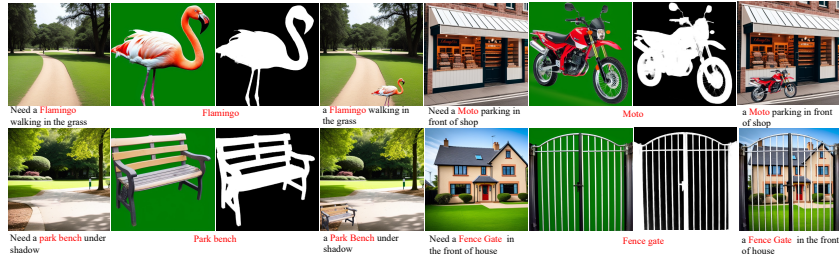 Need a Flamingo
walking in the grass
Flamingo
a Flamingo walking in
the grass
Need a Moto parking in
front of shop
Moto
a Moto parking in front
of shop
Need a park bench under
shadow
Park bench
a Park Bench under
shadow
Need a Fence Gate in
the front of house
Fence gate
a Fence Gate in the front
of house